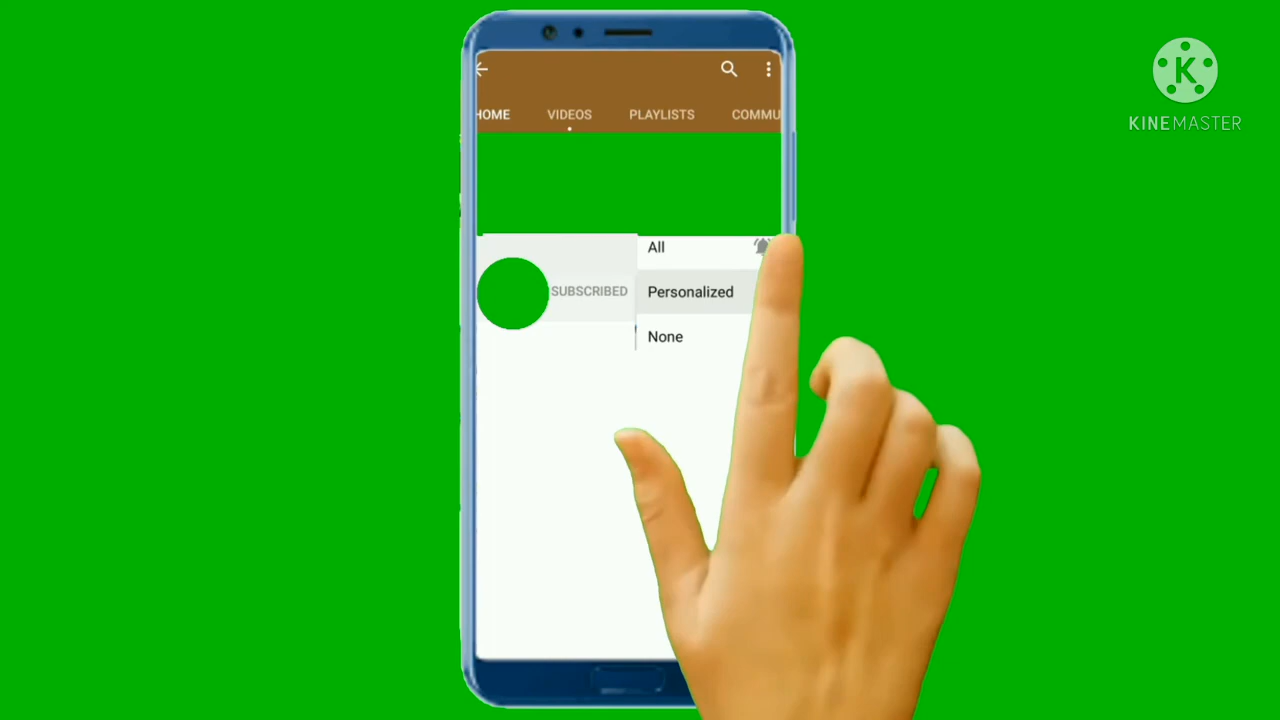 KINEMASTER
HOME VIDEOS PLAYLISTS COMMU
All
SUBSCRIBED Personalized
None